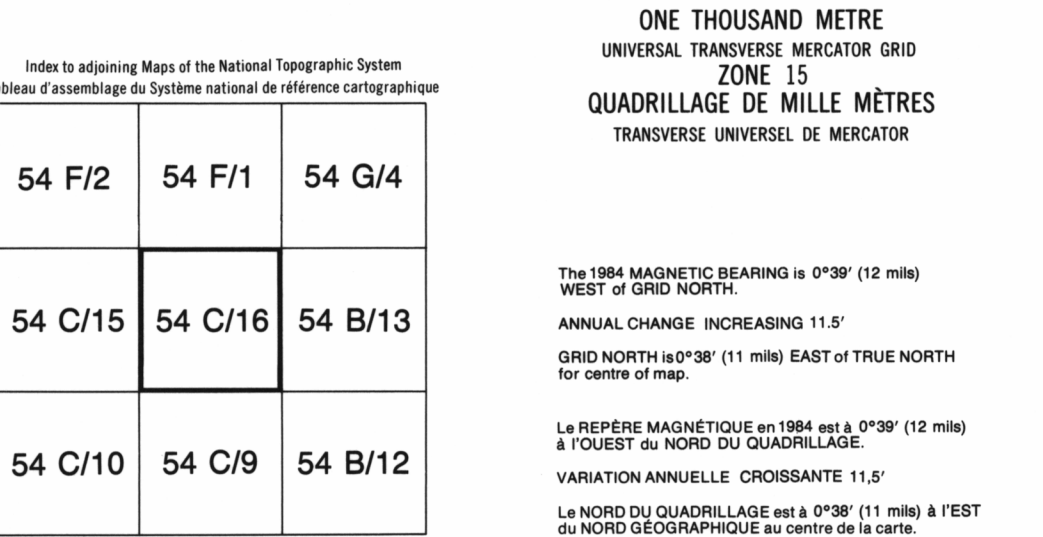 Index to adjoining Maps of the National Topographic System
bleau d'assemblage du Système national de référence cartographique
54 F/2
54 F/1
54 G/4
54 C/15
54 C/16
54 B/13
54 C/10
54 C/9
54 B/12
ONE THOUSAND METRE
UNIVERSAL TRANSVERSE MERCATOR GRID
ZONE 15
QUADRILLAGE DE MILLE MÈTRES
TRANSVERSE UNIVERSEL DE MERCATOR
The 1984 MAGNETIC BEARING is 0°39′ (12 mils)
WEST of GRID NORTH.
ANNUAL CHANGE INCREASING 11.5′
GRID NORTH is 0°38′ (11 mils) EAST of TRUE NORTH
for centre of map.
Le REPÈRE MAGNÉTIQUE en 1984 est à 0°39′ (12 mils)
à l'OUEST du NORD DU QUADRILLAGE.
VARIATION ANNUELLE CROISSANTE 11,5′
Le NORD DU QUADRILLAGE est à 0°38′ (11 mils) à l'EST
du NORD GÉOGRAPHIQUE au centre de la carte.